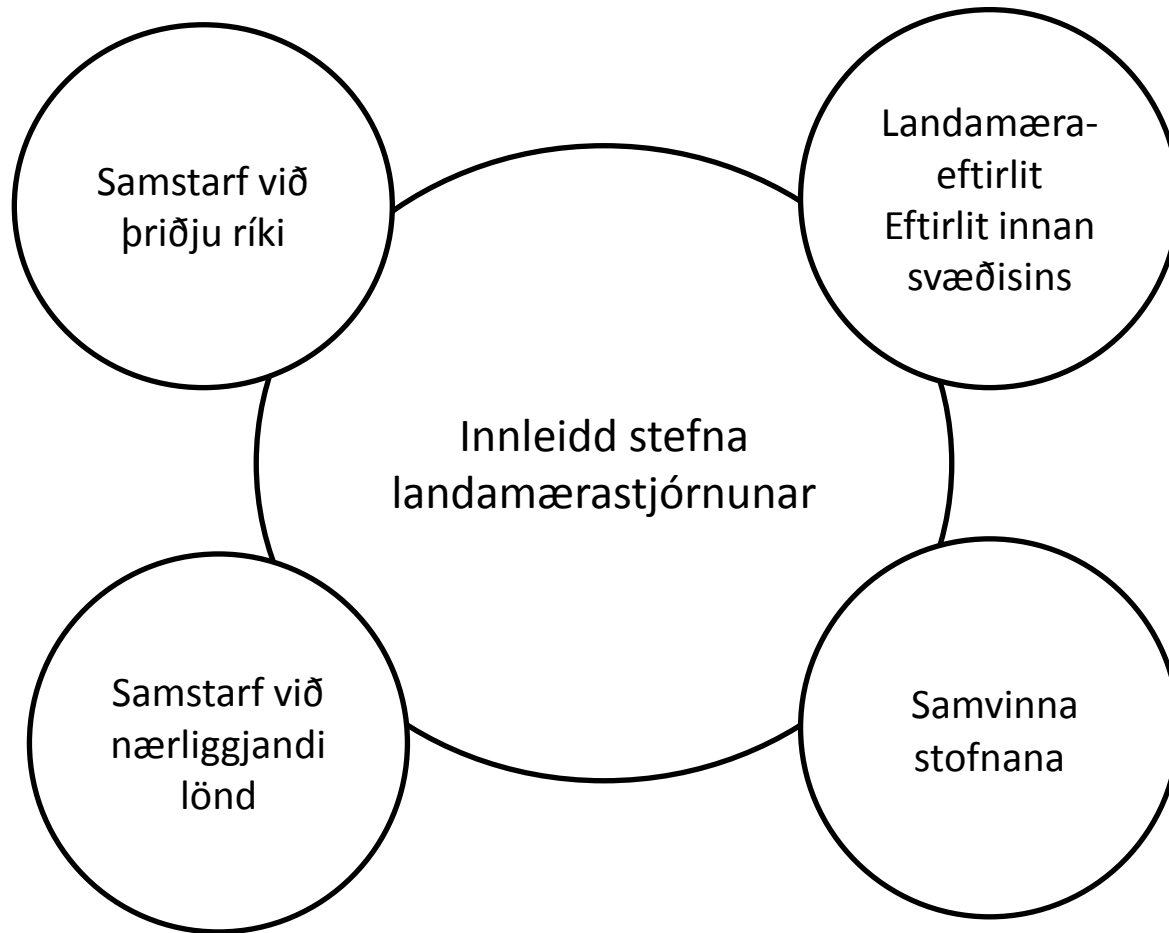 Samstarf við
þriðju ríki
Landamæra-
eftirlit
Eftirlit innan
svæðisins
Innleidd stefna
landamærastjórnunar
Samstarf við
nærliggjandi
lönd
Samvinna
stofnana